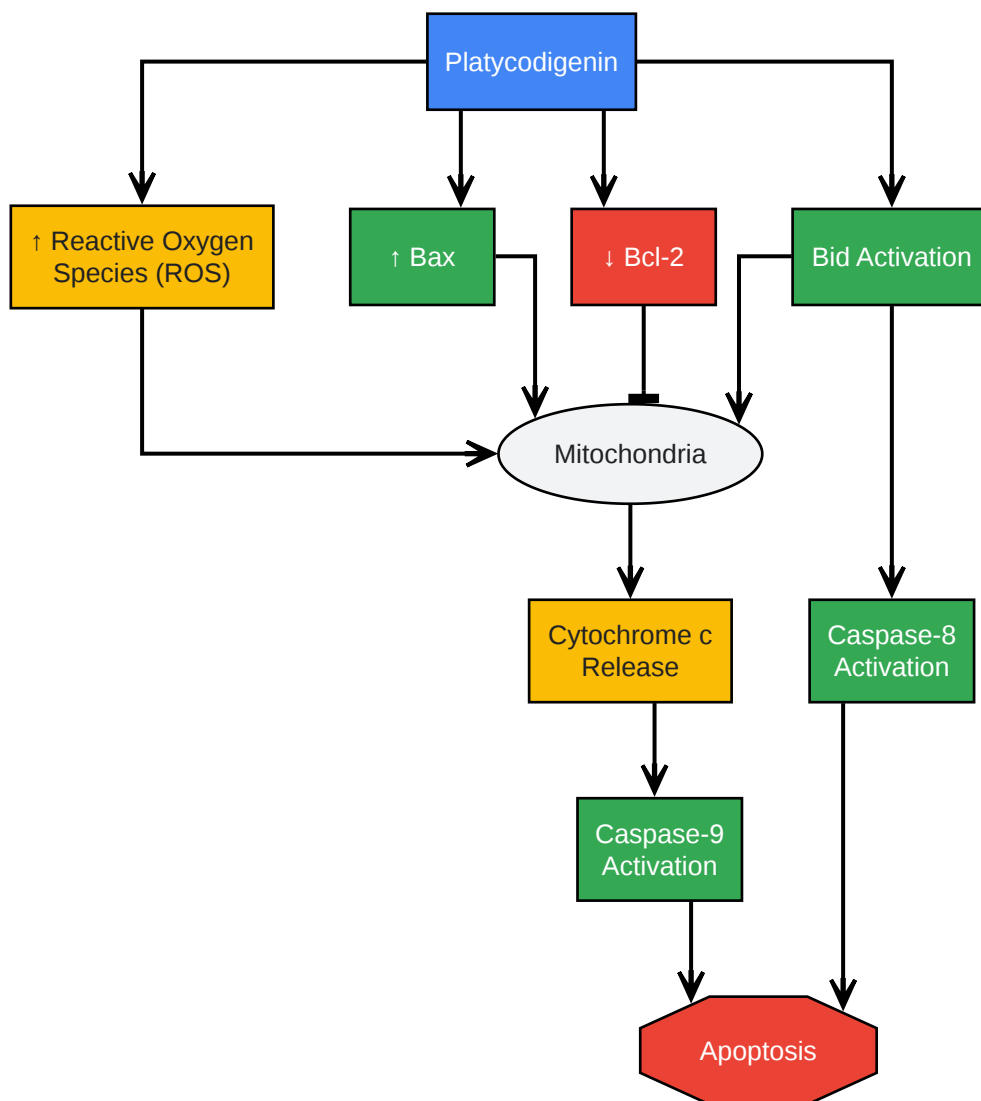 Platycodigenin
↑ Reactive Oxygen
Species (ROS)
↑ Bax
↓ Bcl-2
Bid Activation
Mitochondria
Cytochrome c
Release
Caspase-8
Activation
Caspase-9
Activation
Apoptosis